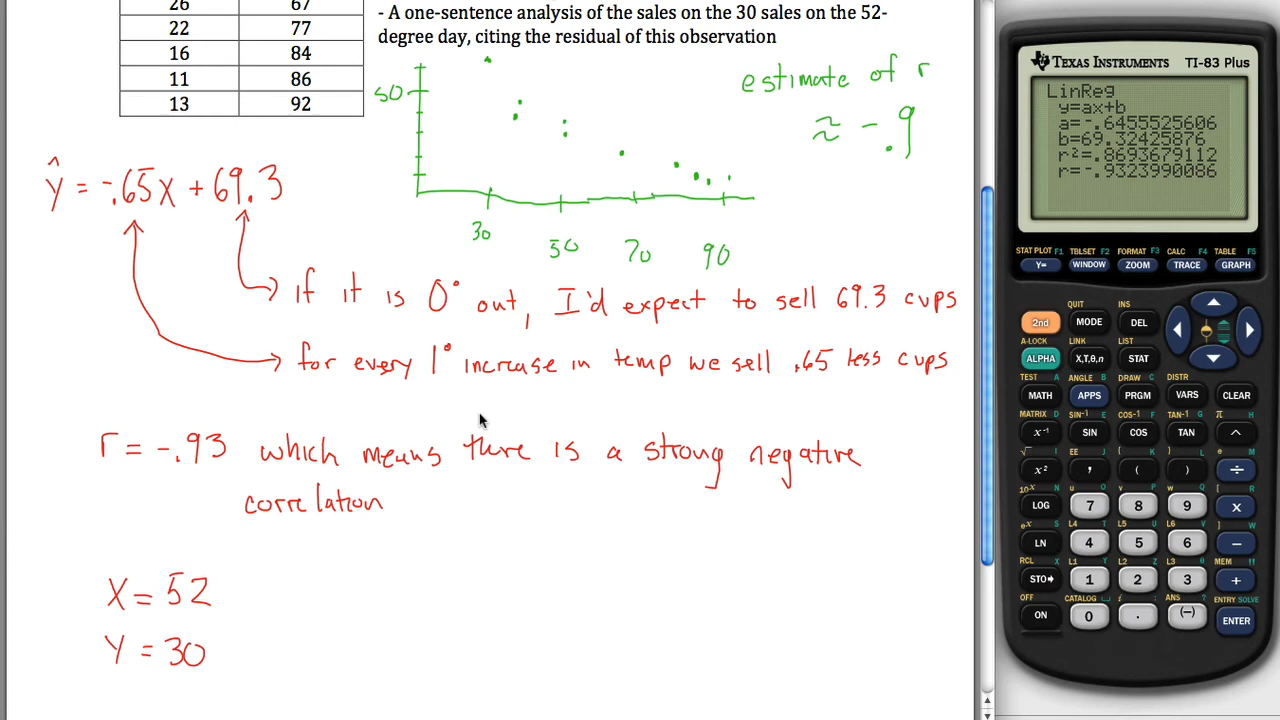 26 67
22 77
16 84
11 86
13 92
- A one-sentence analysis of the sales on the 30 sales on the 52-
degree day, citing the residual of this observation
50
30 50 70 90
estimate of r
≈ -.9
ŷ = -.65x + 69.3
If it is 0° out, I'd expect to sell 69.3 cups
for every 1° increase in temp we sell .65 less cups
r = -.93 which means there is a strong negative
correlation
X = 52
Y = 30
TEXAS INSTRUMENTS TI-83 Plus
LinReg
y=ax+b
a=-.6455525606
b=69.32425876
r²=.8693679112
r=-.9323990086
STAT PLOT F1 TBLSET F2 FORMAT F3 CALC F4 TABLE F5
Y= WINDOW ZOOM TRACE GRAPH
QUIT INS
2nd MODE DEL
A-LOCK LINK LIST
ALPHA X,T,θ,n STAT
TEST A ANGLE B DRAW C DISTR
MATH APPS PRGM VARS CLEAR
MATRIX D SIN⁻¹ E COS⁻¹ F TAN⁻¹ G π H
x⁻¹ SIN COS TAN ^
√ I EE J ( K ) L e M
x² , ( ) ÷
10ˣ N u O v P w Q [ R
LOG 7 8 9 x
eˣ S L4 T L5 U L6 V ] W
LN 4 5 6 −
RCL X L1 Y L2 Z L3 θ MEM "
STO▸ 1 2 3 +
OFF CATALOG ␣ i : ANS ? ENTRY SOLVE
ON 0 . (−) ENTER